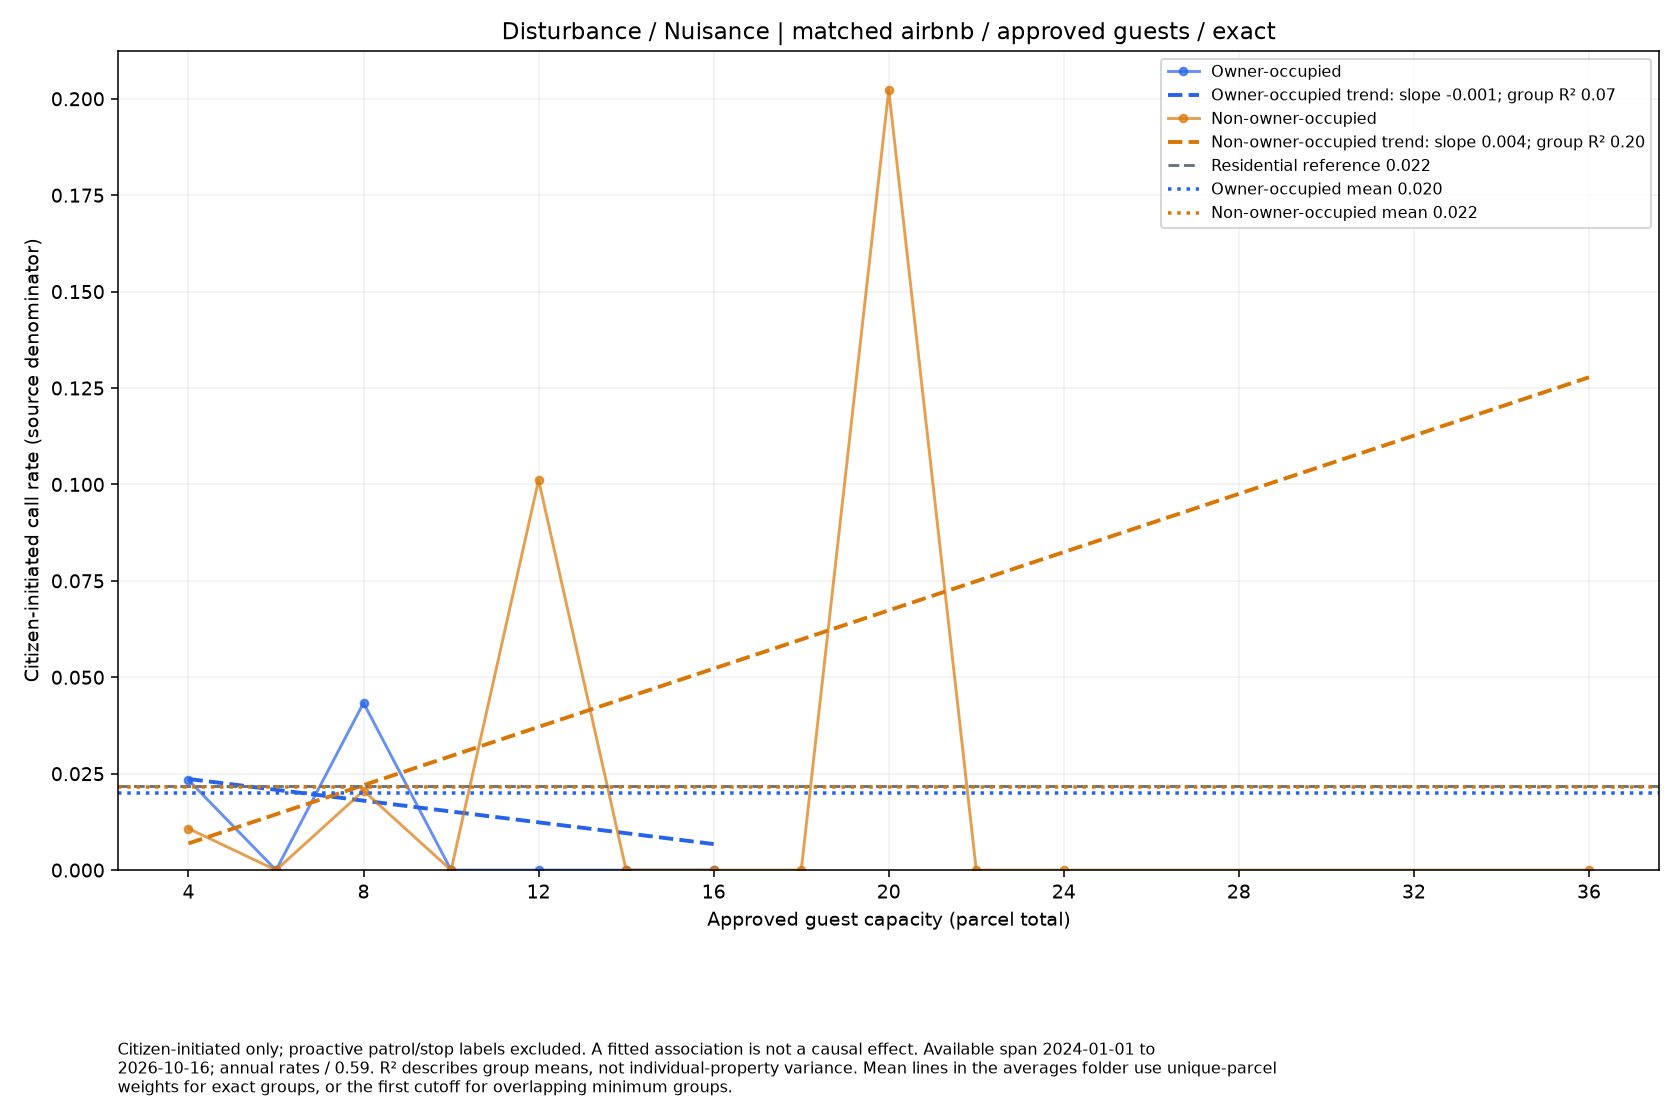 Disturbance / Nuisance | matched airbnb / approved guests / exact
Owner-occupied
Owner-occupied trend: slope -0.001; group R² 0.07
Non-owner-occupied
Non-owner-occupied trend: slope 0.004; group R² 0.20
Residential reference 0.022
Owner-occupied mean 0.020
Non-owner-occupied mean 0.022
Citizen-initiated call rate (source denominator)
0.200
0.175
0.150
0.125
0.100
0.075
0.050
0.025
0.000
4 8 12 16 20 24 28 32 36
Approved guest capacity (parcel total)
Citizen-initiated only; proactive patrol/stop labels excluded. A fitted association is not a causal effect. Available span 2024-01-01 to
2026-10-16; annual rates / 0.59. R² describes group means, not individual-property variance. Mean lines in the averages folder use unique-parcel
weights for exact groups, or the first cutoff for overlapping minimum groups.